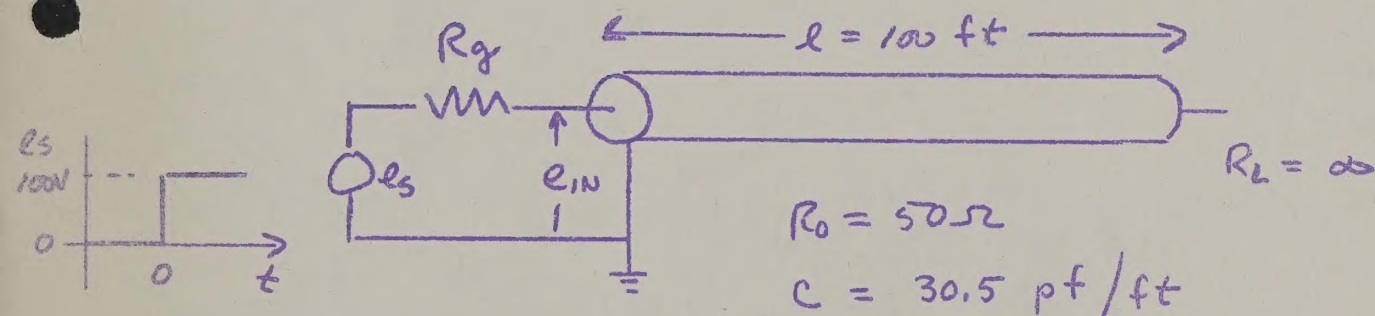 l = 100 ft
Rg
es
100V
0
0
t
es
eIN
RL = ∞
R0 = 50Ω
C = 30.5 pf/ft